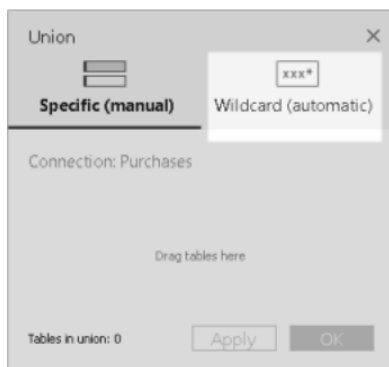 Union
xxx*
Specific (manual) Wildcard (automatic)
Connection: Purchases
Drag tables here
Tables in union: 0 Apply OK